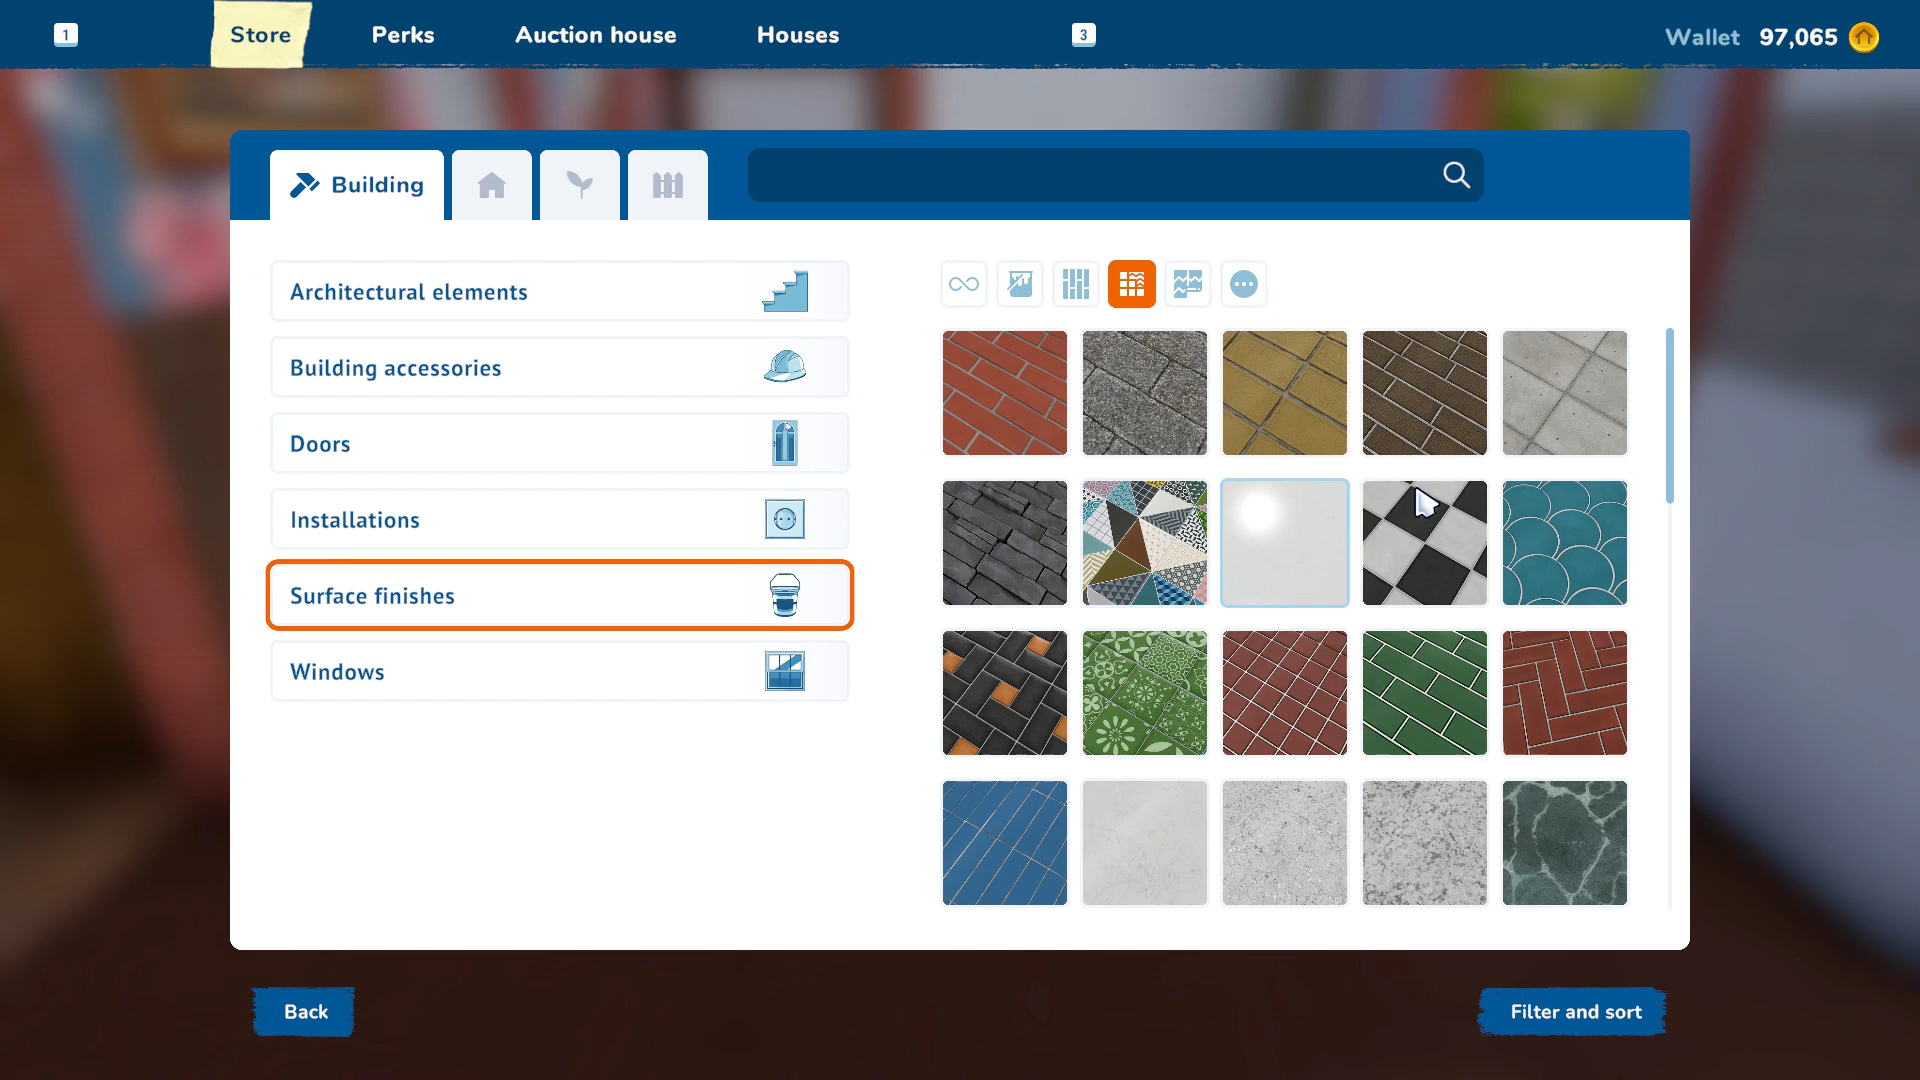 1
Store
Perks
Auction house
Houses
3
Wallet 97,065
Building
Architectural elements
Building accessories
Doors
Installations
Surface finishes
Windows
Back
Filter and sort